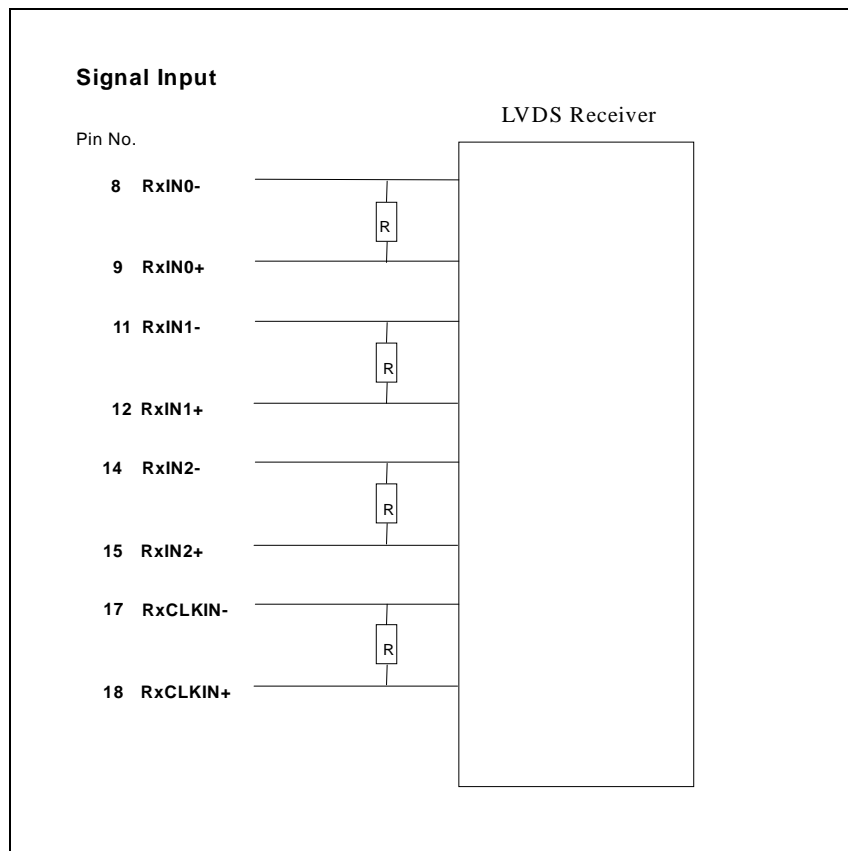 Signal Input
LVDS Receiver
Pin No.
8 RxIN0-
R
9 RxIN0+
11 RxIN1-
R
12 RxIN1+
14 RxIN2-
R
15 RxIN2+
17 RxCLKIN-
R
18 RxCLKIN+